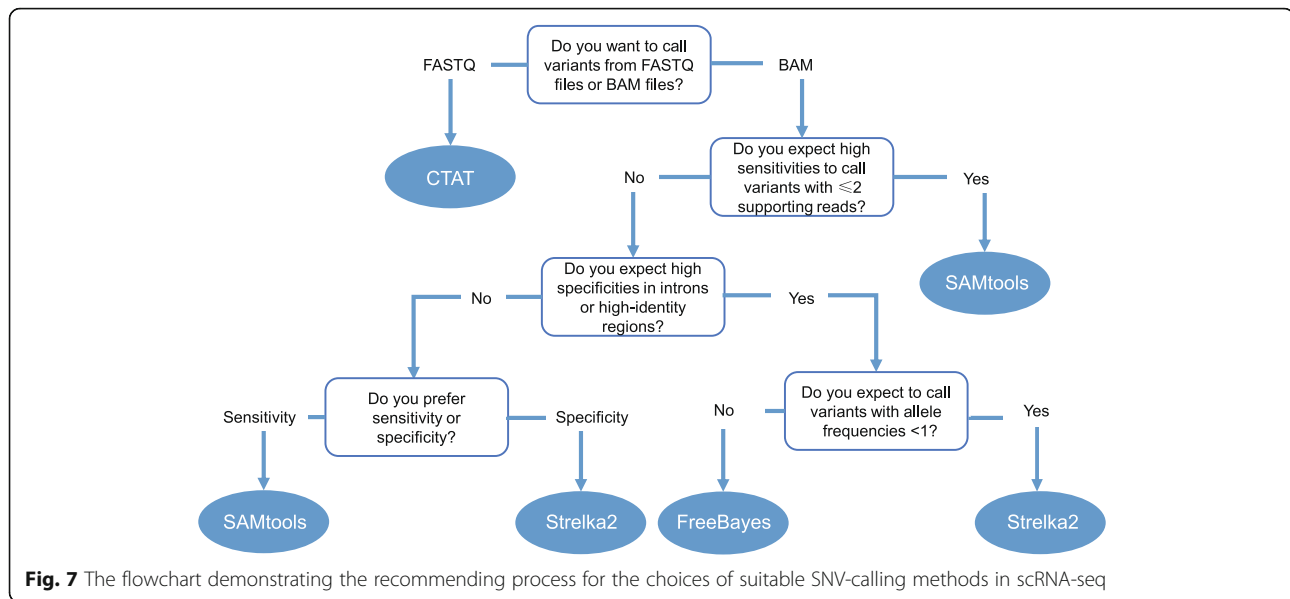 Do you want to call
variants from FASTQ
files or BAM files?
FASTQ
BAM
CTAT
Do you expect high
sensitivities to call
variants with ⩽2
supporting reads?
No
Yes
SAMtools
Do you expect high
specificities in introns
or high-identity
regions?
No
Yes
Do you prefer
sensitivity or
specificity?
Sensitivity
Specificity
Do you expect to call
variants with allele
frequencies <1?
No
Yes
SAMtools
Strelka2
FreeBayes
Strelka2
Fig. 7 The flowchart demonstrating the recommending process for the choices of suitable SNV-calling methods in scRNA-seq